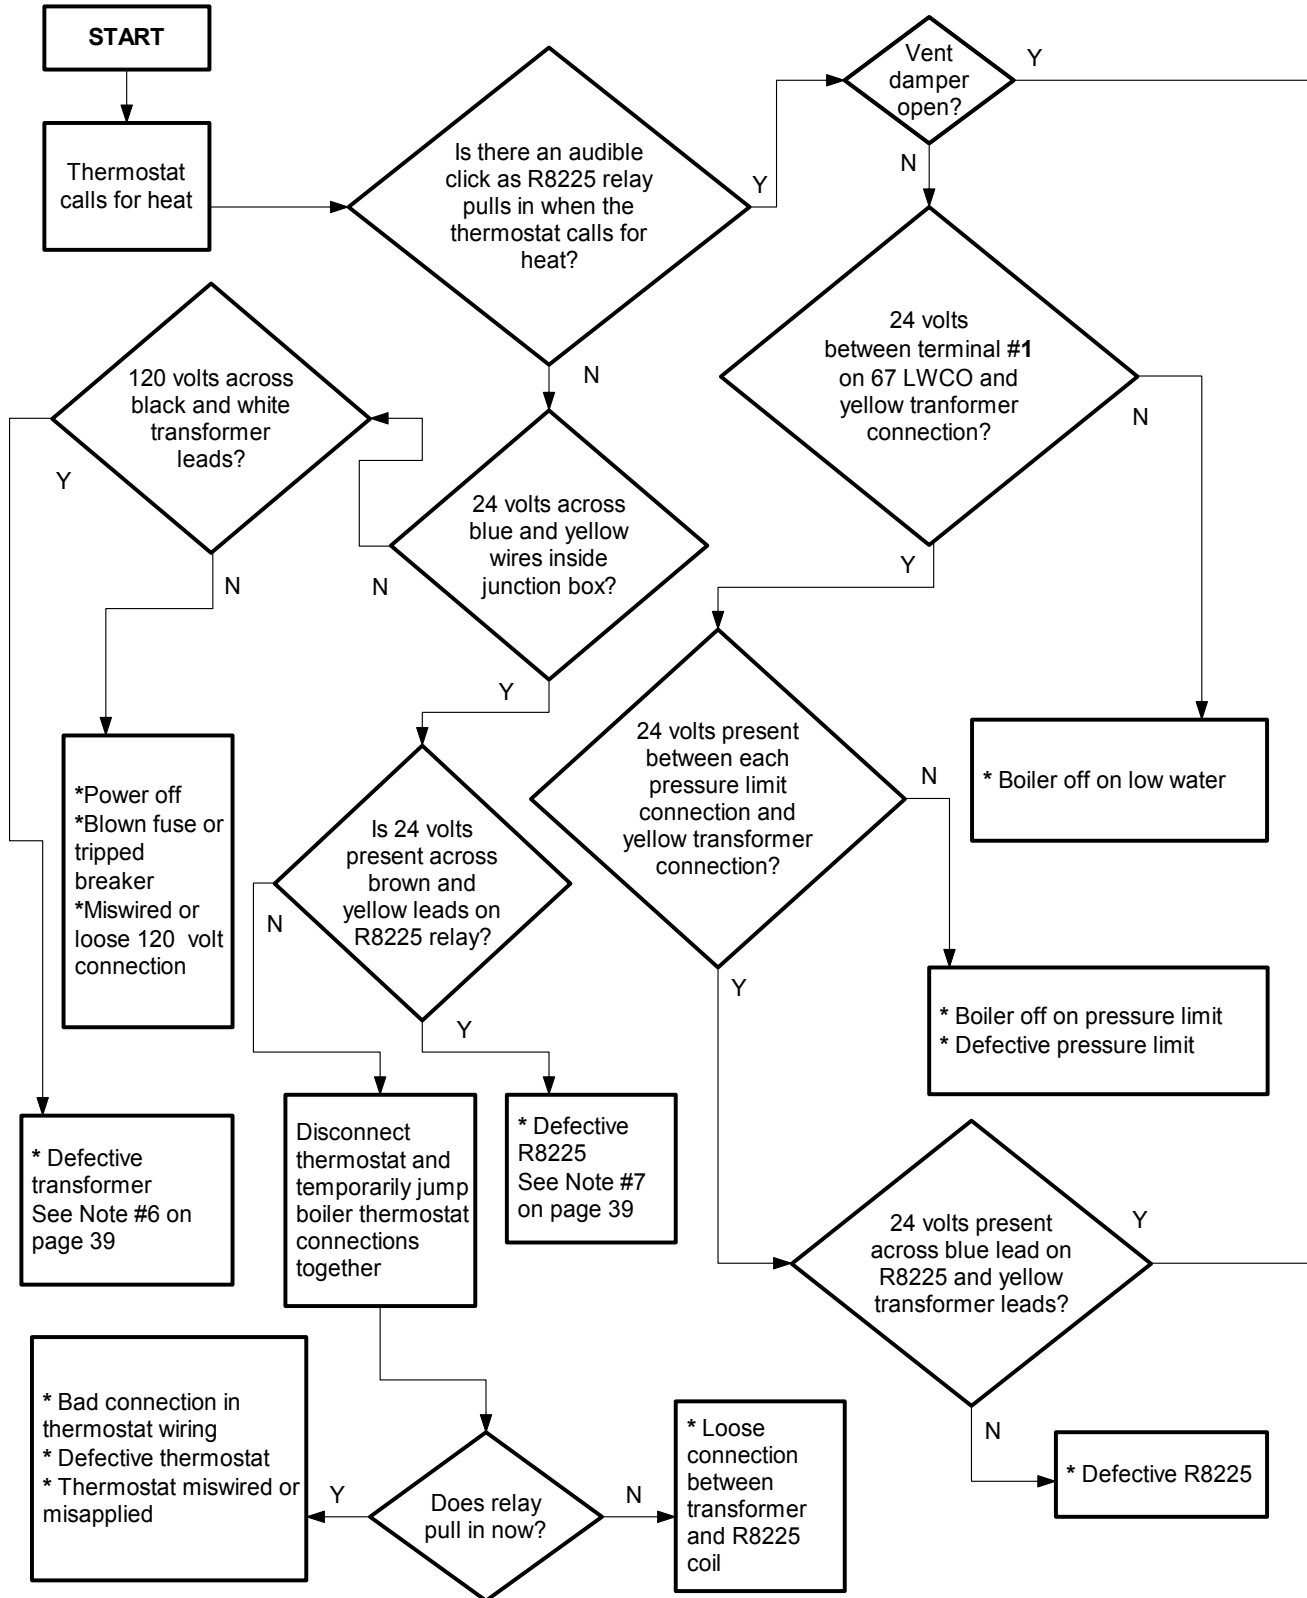 START
Thermostat
calls for heat
Is there an audible
click as R8225 relay
pulls in when the
thermostat calls for
heat?
Y
N
Vent
damper
open?
Y
N
24 volts
between terminal #1
on 67 LWCO and
yellow tranformer
connection?
N
Y
120 volts across
black and white
transformer
leads?
Y
N
24 volts across
blue and yellow
wires inside
junction box?
N
Y
*Power off
*Blown fuse or
tripped
breaker
*Miswired or
loose 120 volt
connection
Is 24 volts
present across
brown and
yellow leads on
R8225 relay?
N
Y
24 volts present
between each
pressure limit
connection and
yellow transformer
connection?
N
Y
* Boiler off on low water
* Boiler off on pressure limit
* Defective pressure limit
* Defective
transformer
See Note #6 on
page 39
Disconnect
thermostat and
temporarily jump
boiler thermostat
connections
together
* Defective
R8225
See Note #7
on page 39
24 volts present
across blue lead on
R8225 and yellow
transformer leads?
Y
N
* Bad connection in
thermostat wiring
* Defective thermostat
* Thermostat miswired or
misapplied
Y
Does relay
pull in now?
N
* Loose
connection
between
transformer
and R8225
coil
* Defective R8225